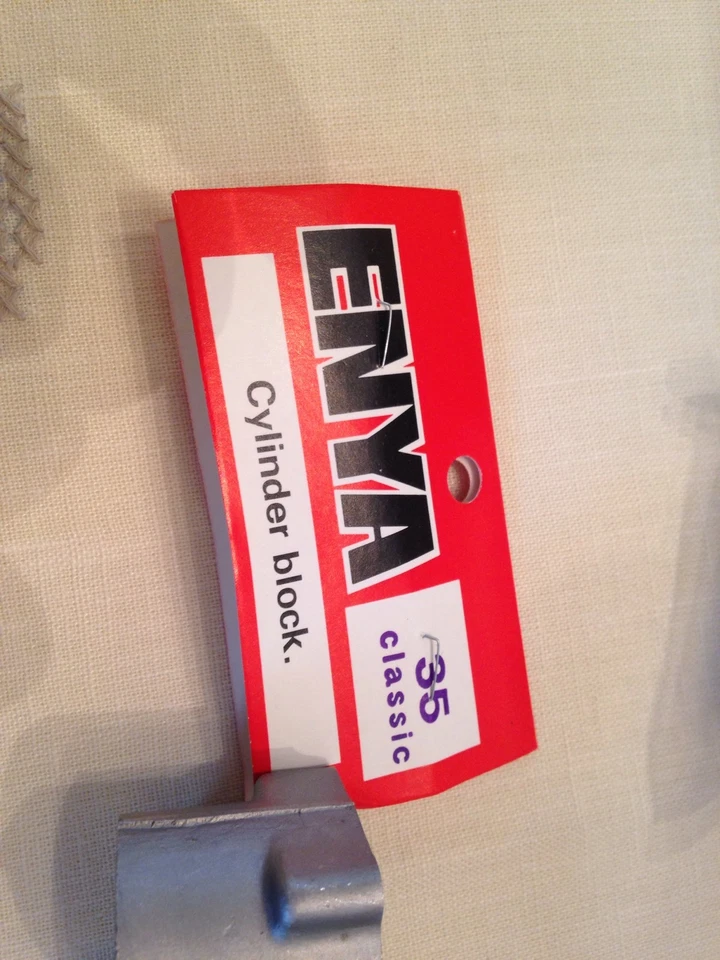 ENYA
35
classic
Cylinder block.